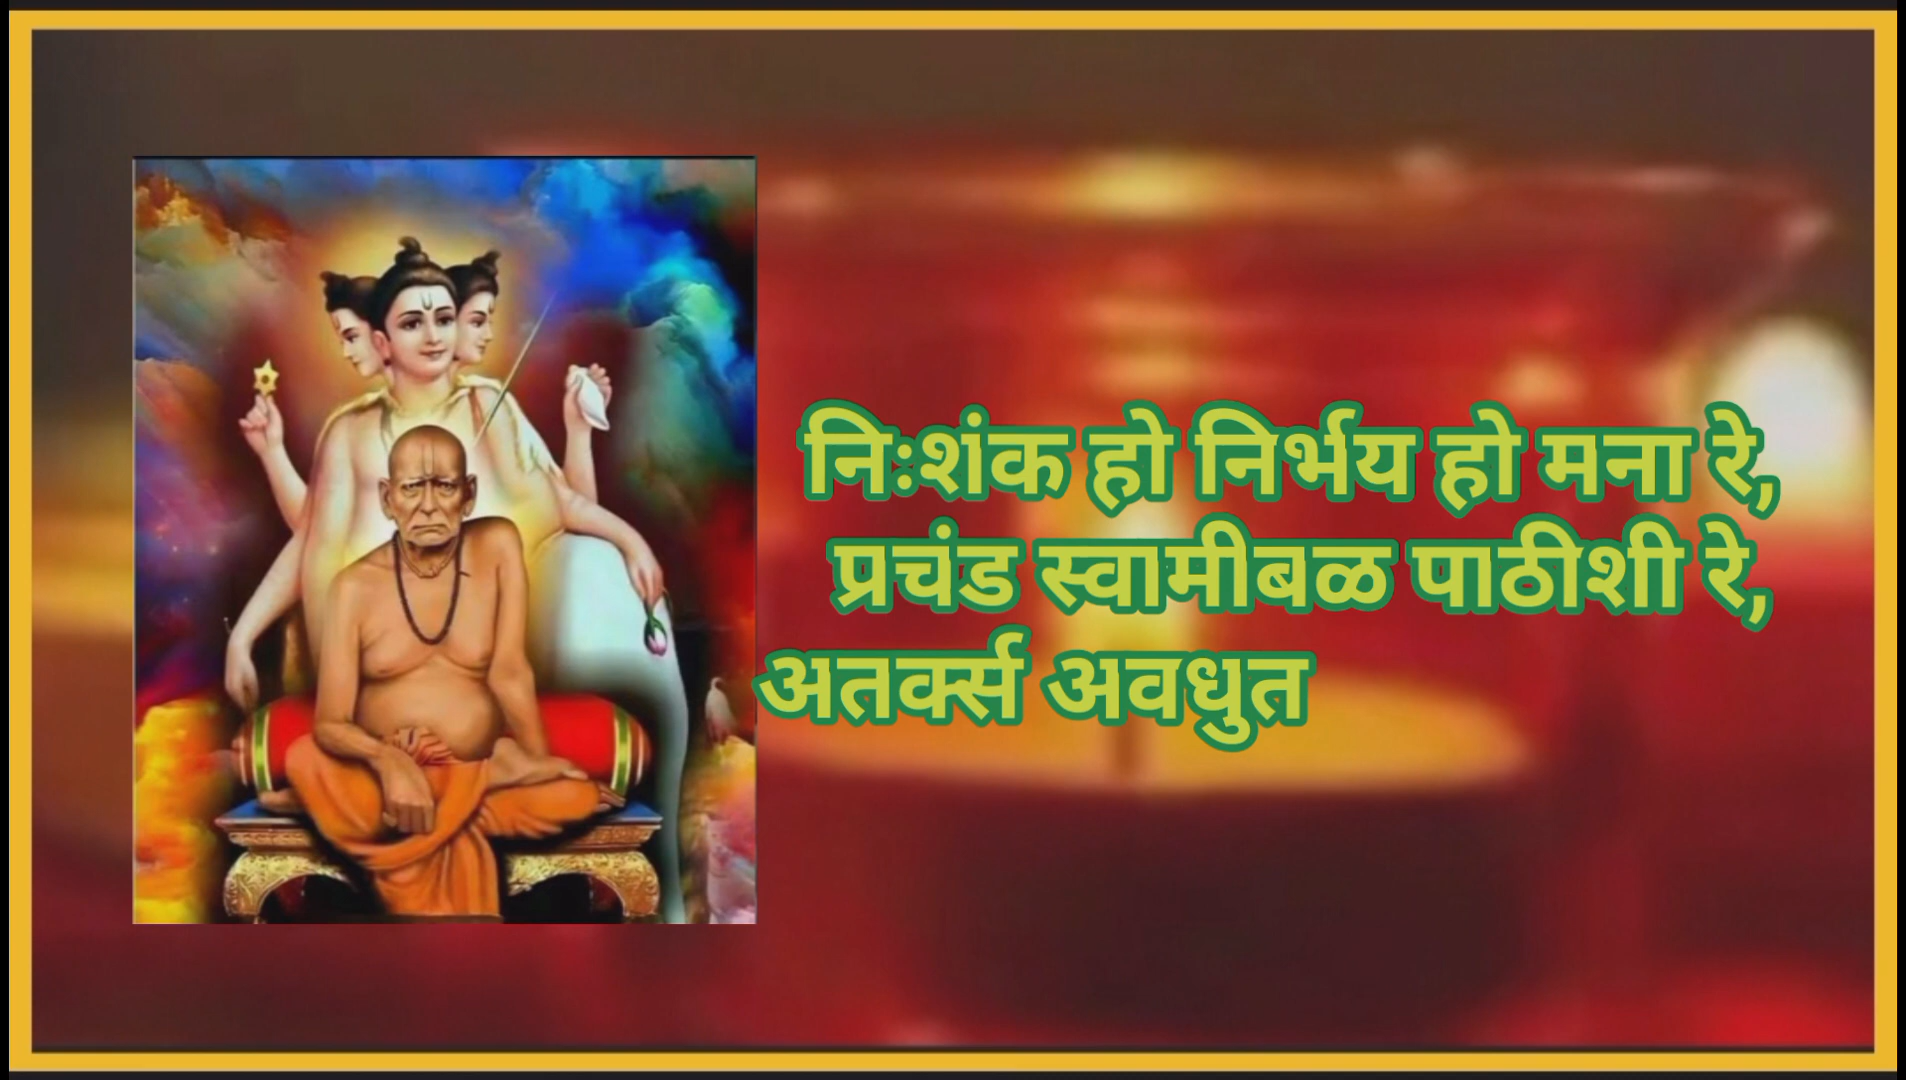 निःशंक हो निर्भय हो मना रे,
प्रचंड स्वामीबळ पाठीशी रे,
अतर्क्स अवधुत